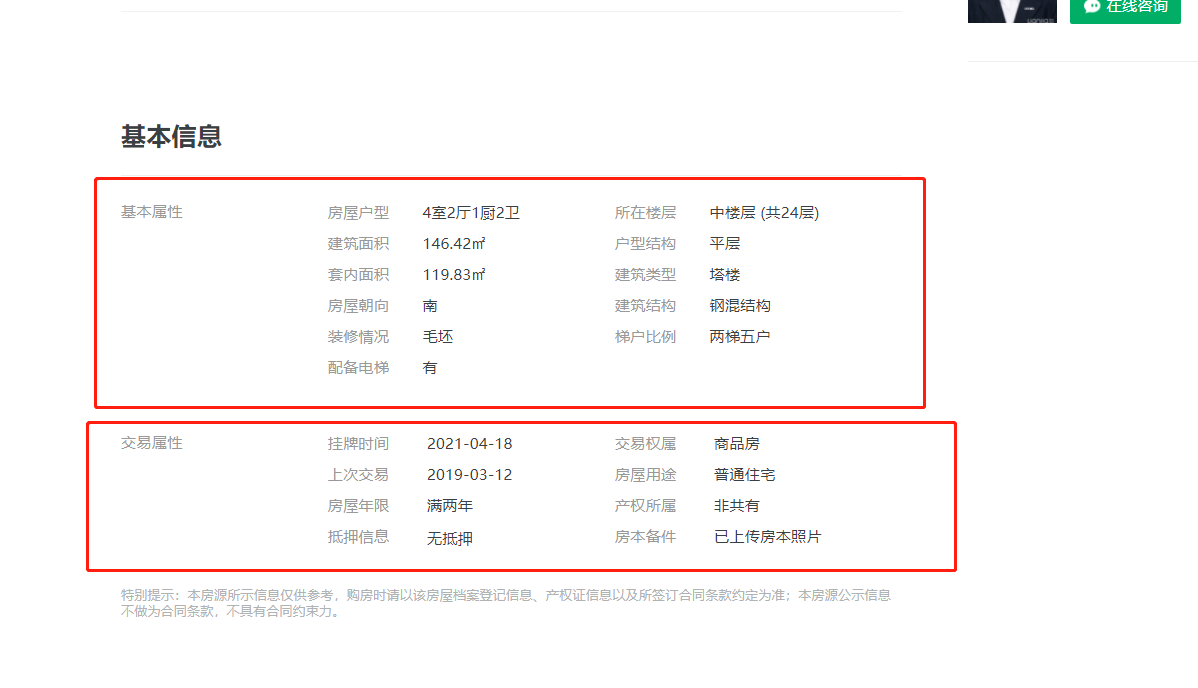 在线咨询
基本信息
基本属性 房屋户型 4室2厅1厨2卫 所在楼层 中楼层 (共24层)
建筑面积 146.42㎡ 户型结构 平层
套内面积 119.83㎡ 建筑类型 塔楼
房屋朝向 南 建筑结构 钢混结构
装修情况 毛坯 梯户比例 两梯五户
配备电梯 有
交易属性 挂牌时间 2021-04-18 交易权属 商品房
上次交易 2019-03-12 房屋用途 普通住宅
房屋年限 满两年 产权所属 非共有
抵押信息 无抵押 房本备件 已上传房本照片
特别提示：本房源所示信息仅供参考，购房时请以该房屋档案登记信息、产权证信息以及所签订合同条款约定为准；本房源公示信息
不做为合同条款，不具有合同约束力。